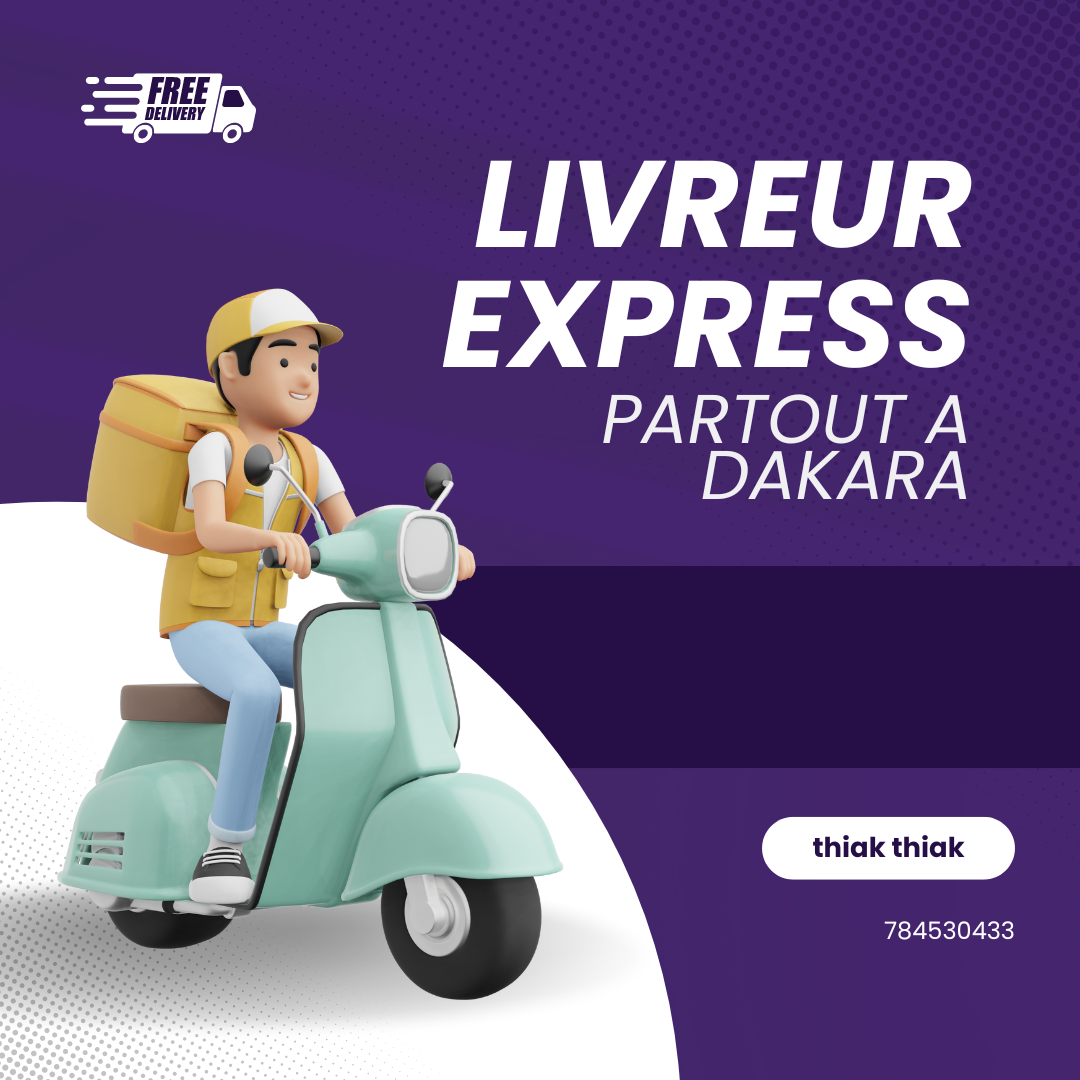 FREE
DELIVERY
LIVREUR
EXPRESS
PARTOUT A
DAKARA
thiak thiak
784530433